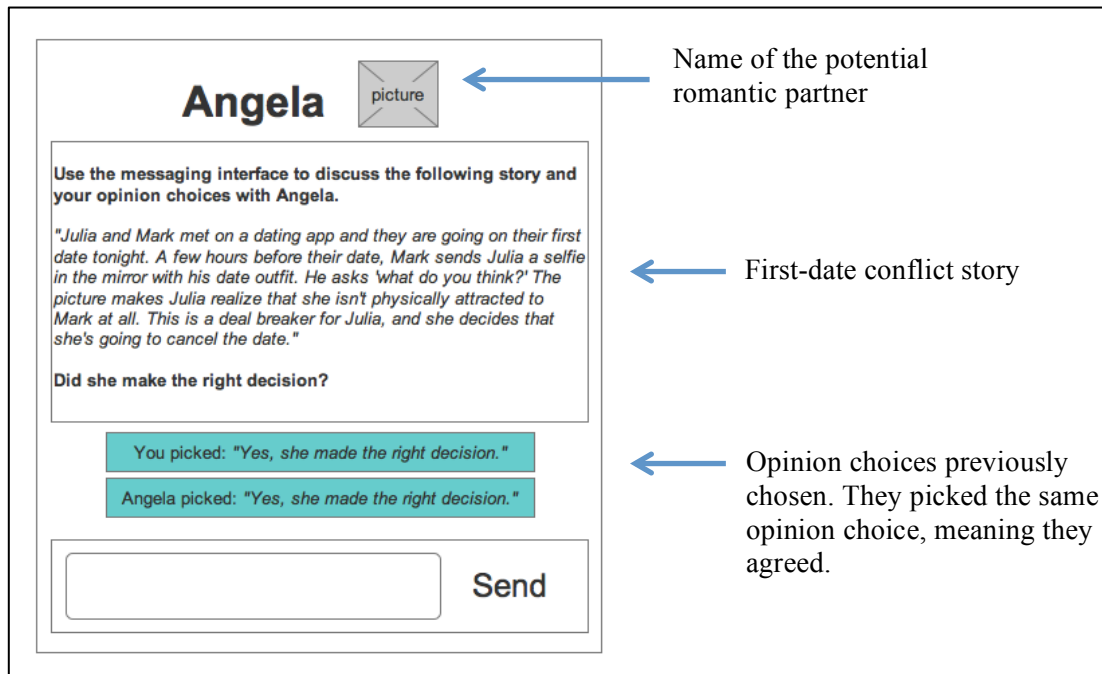 Angela
picture
Name of the potential
romantic partner
Use the messaging interface to discuss the following story and
your opinion choices with Angela.
"Julia and Mark met on a dating app and they are going on their first
date tonight. A few hours before their date, Mark sends Julia a selfie
in the mirror with his date outfit. He asks 'what do you think?' The
picture makes Julia realize that she isn't physically attracted to
Mark at all. This is a deal breaker for Julia, and she decides that
she's going to cancel the date."
Did she make the right decision?
First-date conflict story
You picked: "Yes, she made the right decision."
Angela picked: "Yes, she made the right decision."
Opinion choices previously
chosen. They picked the same
opinion choice, meaning they
agreed.
Send